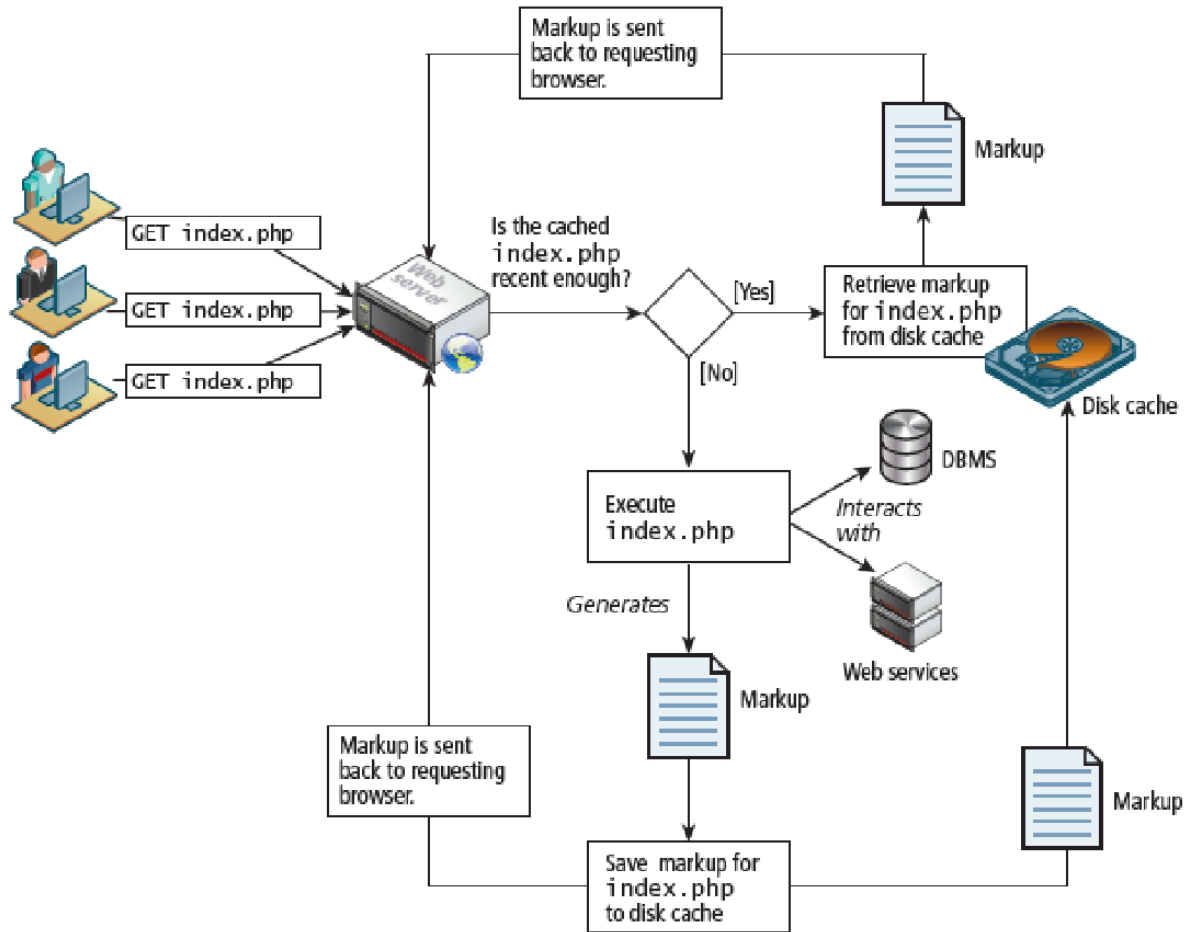 Markup is sent
back to requesting
browser.
Markup
GET index.php
GET index.php
GET index.php
Web
server
Is the cached
index.php
recent enough?
[Yes]
Retrieve markup
for index.php
from disk cache
[No]
Disk cache
DBMS
Execute
index.php
Interacts
with
Generates
Web services
Markup
Markup is sent
back to requesting
browser.
Markup
Save markup for
index.php
to disk cache